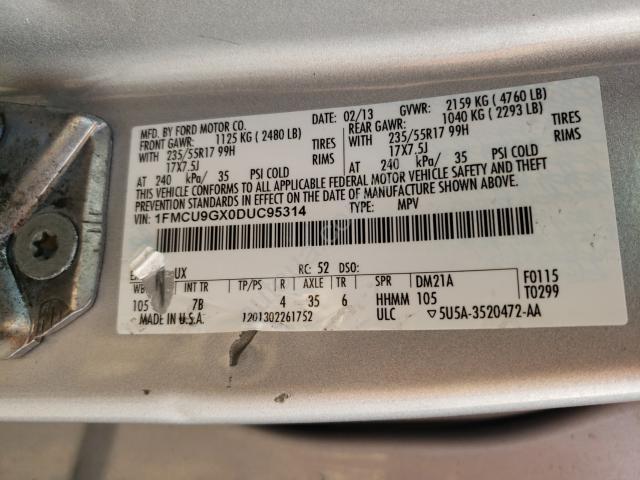 MFD. BY FORD MOTOR CO. DATE: 02/13 GVWR: 2159 KG ( 4760 LB)
FRONT GAWR: 1125 KG ( 2480 LB) REAR GAWR: 1040 KG ( 2293 LB)
WITH 235/55R17 99H TIRES WITH 235/55R17 99H TIRES
17X7.5J RIMS 17X7.5J RIMS
AT 240 kPa/ 35 PSI COLD AT 240 kPa/ 35 PSI COLD
THIS VEHICLE CONFORMS TO ALL APPLICABLE FEDERAL MOTOR VEHICLE SAFETY AND THEFT
PREVENTION STANDARDS IN EFFECT ON THE DATE OF MANUFACTURE SHOWN ABOVE.
VIN: 1FMCU9GX0DUC95314 TYPE: MPV
UX RC: 52 DSO:
WB INT TR TP/PS R AXLE TR SPR DM21A F0115
105 7B 4 35 6 HHMM 105 T0299
MADE IN U.S.A. 1201302261752 ULC ▽5U5A-3520472-AA